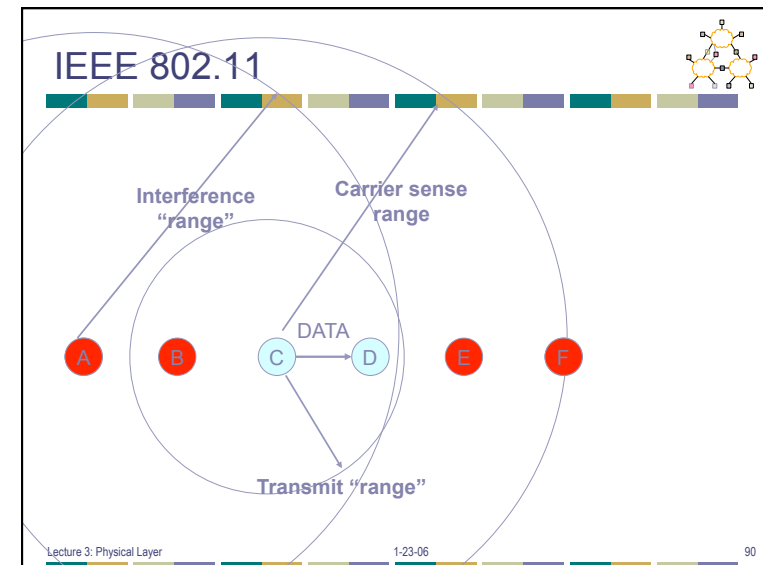 IEEE 802.11
Interference
“range”
Carrier sense
range
DATA
A
B
C
D
E
F
Transmit “range”
Lecture 3: Physical Layer
1-23-06
90